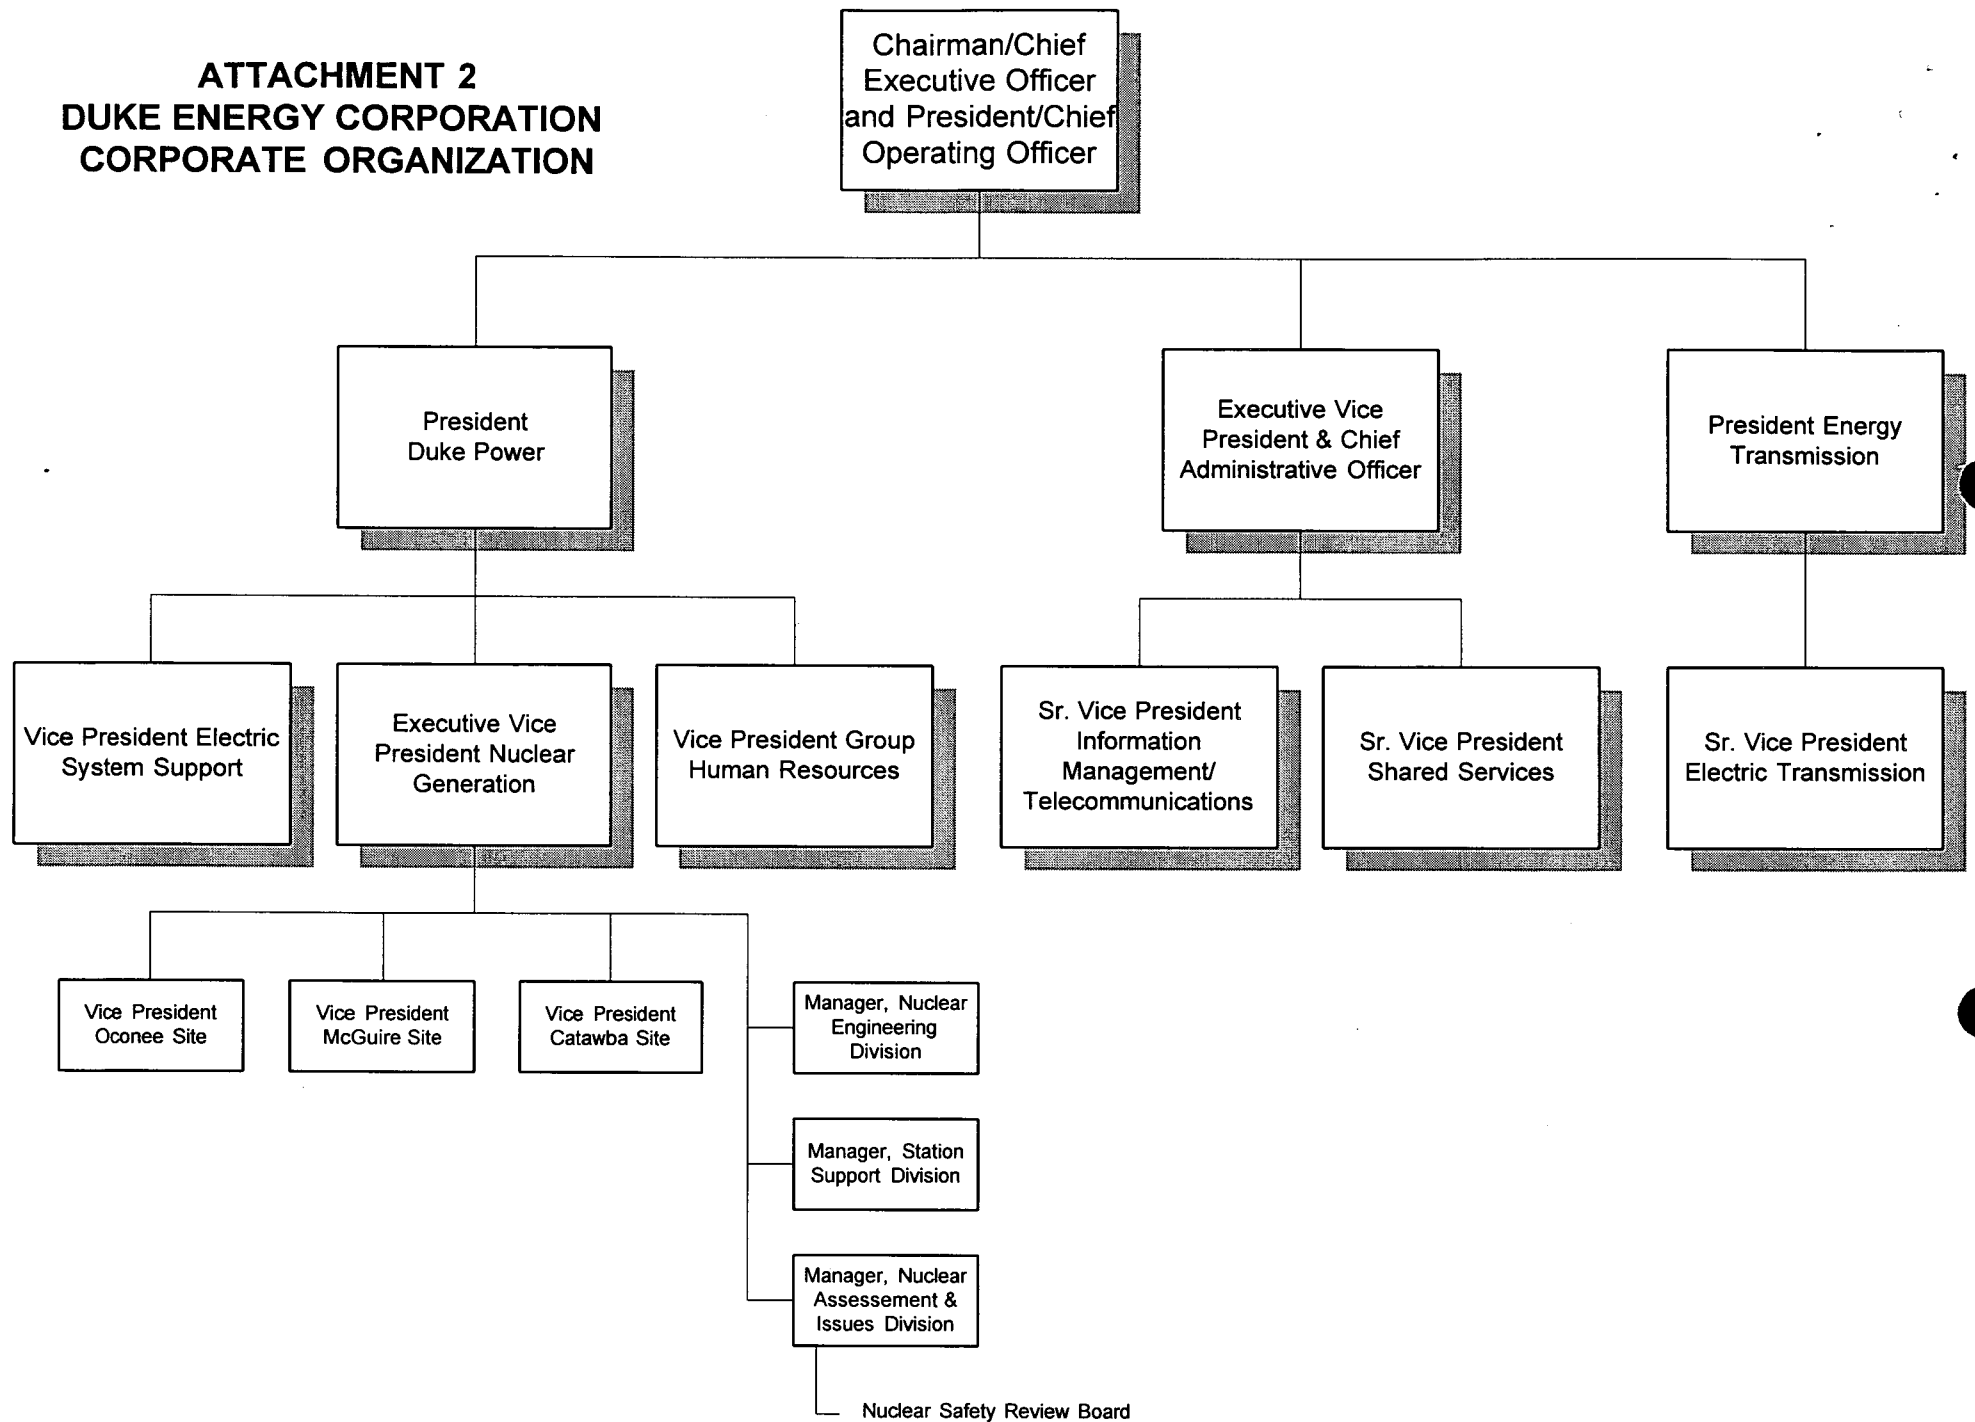 ATTACHMENT 2
DUKE ENERGY CORPORATION
CORPORATE ORGANIZATION
Chairman/Chief
Executive Officer
and President/Chief
Operating Officer
President
Duke Power
Executive Vice
President & Chief
Administrative Officer
President Energy
Transmission
Vice President Electric
System Support
Executive Vice
President Nuclear
Generation
Vice President Group
Human Resources
Sr. Vice President
Information
Management/
Telecommunications
Sr. Vice President
Shared Services
Sr. Vice President
Electric Transmission
Vice President
Oconee Site
Vice President
McGuire Site
Vice President
Catawba Site
Manager, Nuclear
Engineering
Division
Manager, Station
Support Division
Manager, Nuclear
Assessement &
Issues Division
Nuclear Safety Review Board